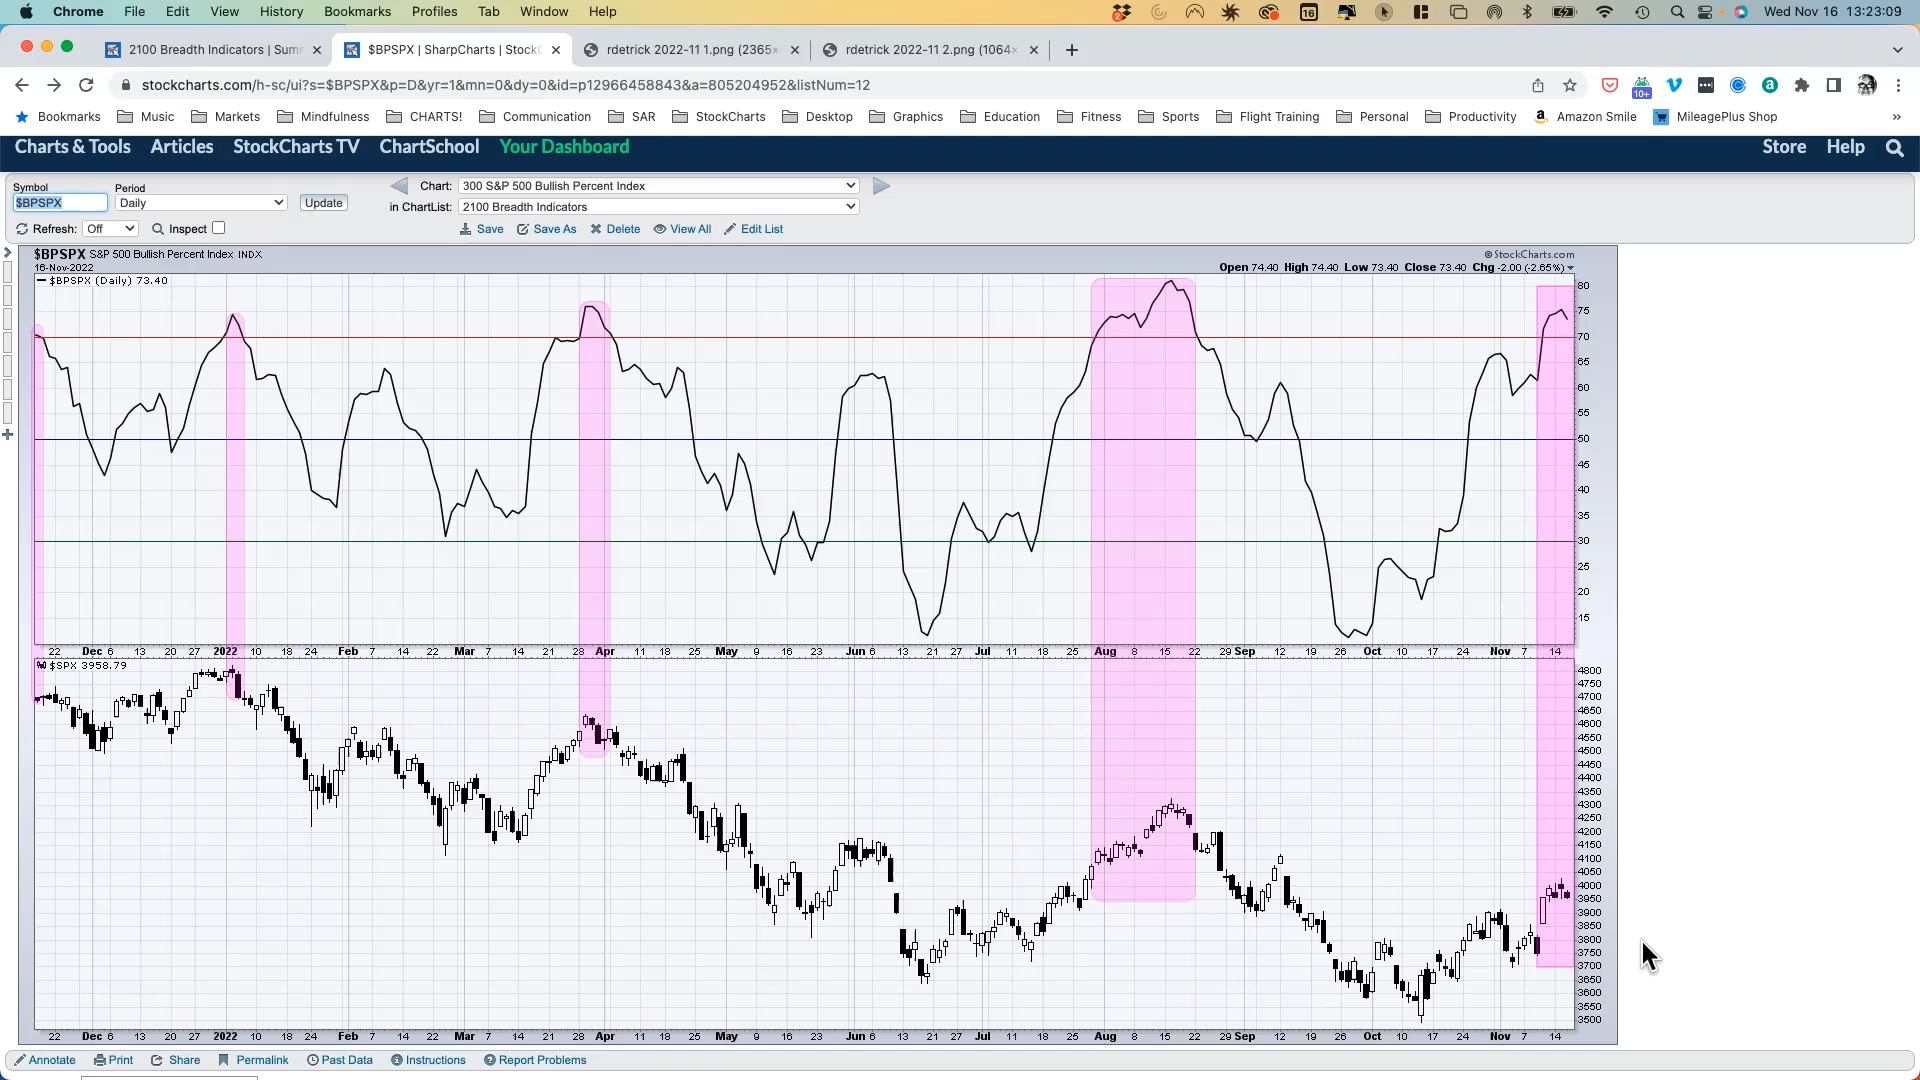 Chrome File Edit View History Bookmarks Profiles Tab Window Help 2 16 Wed Nov 16 13:23:09
2100 Breadth Indicators | Sum $BPSPX | SharpCharts | Stock rdetrick 2022-11 1.png (2365× rdetrick 2022-11 2.png (1064×
stockcharts.com/h-sc/ui?s=$BPSPX&p=D&yr=1&mn=0&dy=0&id=p12966458843&a=805204952&listNum=12 10+
Bookmarks Music Markets Mindfulness CHARTS! Communication SAR StockCharts Desktop Graphics Education Fitness Sports Flight Training Personal Productivity Amazon Smile MileagePlus Shop »
Charts & Tools Articles StockCharts TV ChartSchool Your Dashboard Store Help
Symbol Period Chart: 300 S&P 500 Bullish Percent Index
$BPSPX Daily Update in ChartList: 2100 Breadth Indicators
Refresh: Off Inspect Save Save As Delete View All Edit List
$BPSPX S&P 500 Bullish Percent Index INDX © StockCharts.com
16-Nov-2022 Open 74.40 High 74.40 Low 73.40 Close 73.40 Chg -2.00 (-2.65%)
$BPSPX (Daily) 73.40
80
75
70
65
60
55
50
45
40
35
30
25
20
15
22 Dec 6 13 20 27 2022 10 18 24 Feb 7 14 22 Mar 7 14 21 28 Apr 11 18 25 May 9 16 23 Jun 6 13 21 27 Jul 11 18 25 Aug 8 15 22 29 Sep 12 19 26 Oct 10 17 24 Nov 7 14
$SPX 3958.79
4800
4750
4700
4650
4600
4550
4500
4450
4400
4350
4300
4250
4200
4150
4100
4050
4000
3950
3900
3850
3800
3750
3700
3650
3600
3550
3500
22 Dec 6 13 20 27 2022 10 18 24 Feb 7 14 22 Mar 7 14 21 28 Apr 11 18 25 May 9 16 23 Jun 6 13 21 27 Jul 11 18 25 Aug 8 15 22 29 Sep 12 19 26 Oct 10 17 24 Nov 7 14
Annotate Print Share Permalink Past Data Instructions Report Problems